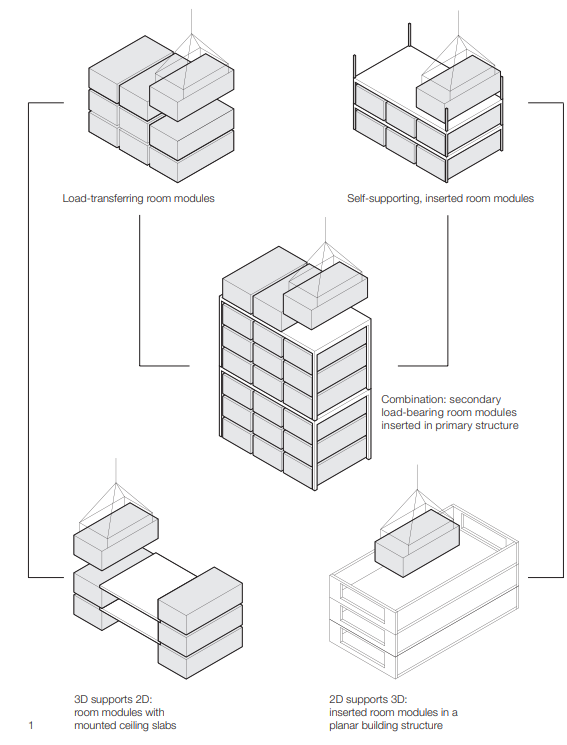 Load-transferring room modules
Self-supporting, inserted room modules
Combination: secondary
load-bearing room modules
inserted in primary structure
3D supports 2D:
room modules with
mounted ceiling slabs
2D supports 3D:
inserted room modules in a
planar building structure
1